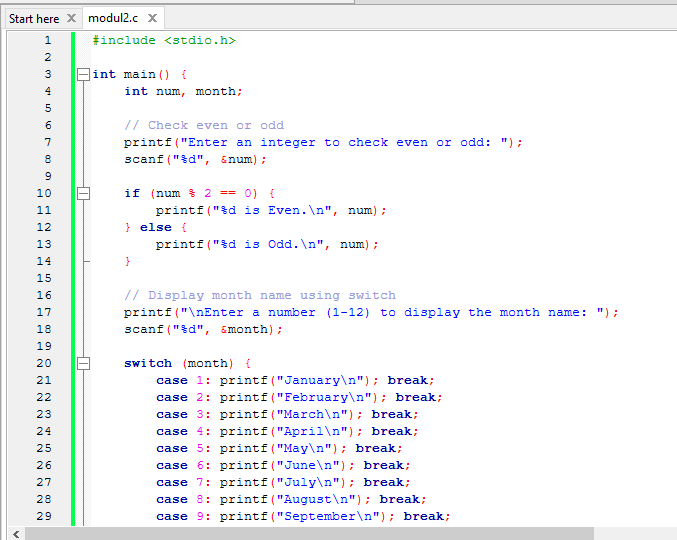 Start here
modul2.c
1 #include <stdio.h>
2
3 int main() {
4     int num, month;
5
6     // Check even or odd
7     printf("Enter an integer to check even or odd: ");
8     scanf("%d", &num);
9
10     if (num % 2 == 0) {
11         printf("%d is Even.\n", num);
12     } else {
13         printf("%d is Odd.\n", num);
14     }
15
16     // Display month name using switch
17     printf("\nEnter a number (1-12) to display the month name: ");
18     scanf("%d", &month);
19
20     switch (month) {
21         case 1: printf("January\n"); break;
22         case 2: printf("February\n"); break;
23         case 3: printf("March\n"); break;
24         case 4: printf("April\n"); break;
25         case 5: printf("May\n"); break;
26         case 6: printf("June\n"); break;
27         case 7: printf("July\n"); break;
28         case 8: printf("August\n"); break;
29         case 9: printf("September\n"); break;